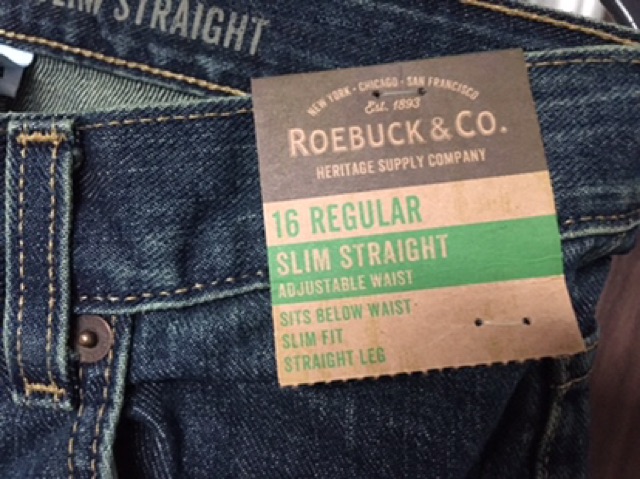 SLIM STRAIGHT
NEW YORK · CHICAGO · SAN FRANCISCO
Est. 1893
ROEBUCK & CO.
HERITAGE SUPPLY COMPANY
16 REGULAR
SLIM STRAIGHT
ADJUSTABLE WAIST
SITS BELOW WAIST
SLIM FIT
STRAIGHT LEG